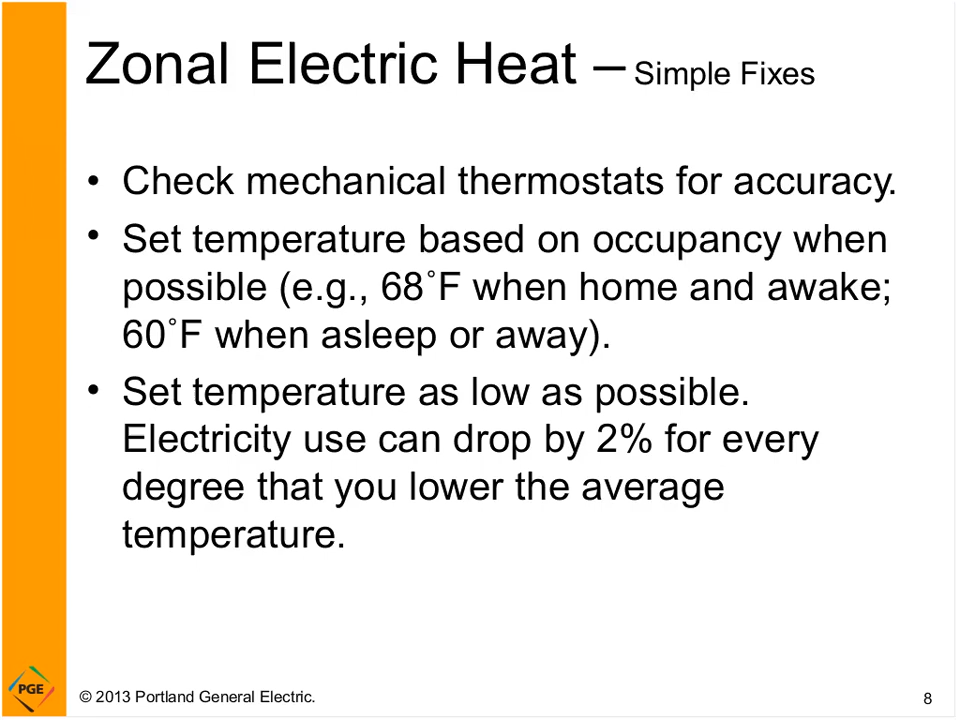 Zonal Electric Heat – Simple Fixes
• Check mechanical thermostats for accuracy.
• Set temperature based on occupancy when
possible (e.g., 68˚F when home and awake;
60˚F when asleep or away).
• Set temperature as low as possible.
Electricity use can drop by 2% for every
degree that you lower the average
temperature.
PGE
© 2013 Portland General Electric.
8